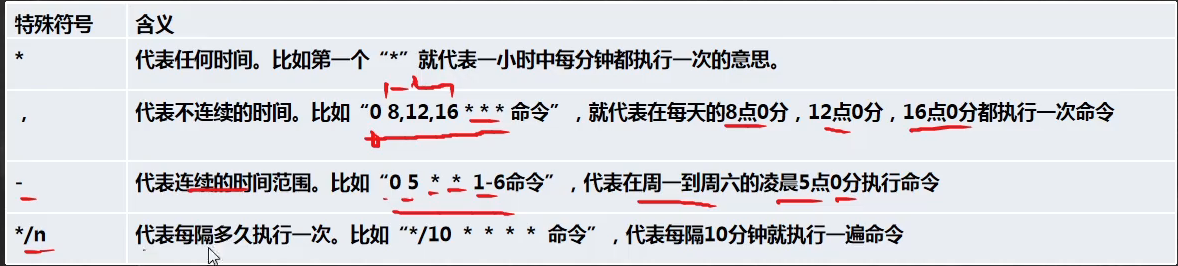 特殊符号 含义
* 代表任何时间。比如第一个“*”就代表一小时中每分钟都执行一次的意思。
, 代表不连续的时间。比如“0 8,12,16 * * * 命令”,就代表在每天的8点0分,12点0分,16点0分都执行一次命令
- 代表连续的时间范围。比如“0 5 * * 1-6命令”,代表在周一到周六的凌晨5点0分执行命令
*/n 代表每隔多久执行一次。比如“*/10 * * * * 命令”,代表每隔10分钟就执行一遍命令